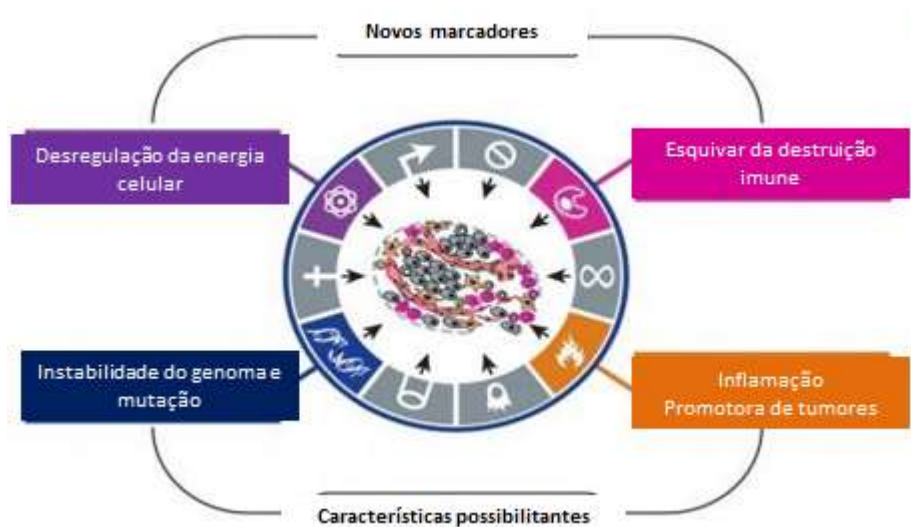 Novos marcadores
Desregulação da energia
celular
Esquivar da destruição
imune
Instabilidade do genoma e
mutação
Inflamação
Promotora de tumores
Características possibilitantes